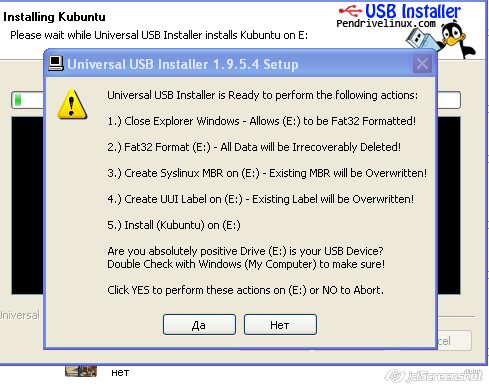 Installing Kubuntu
Please wait while Universal USB Installer installs Kubuntu on E:
USB Installer
Pendrivelinux.com
Universal USB Installer 1.9.5.4 Setup
Universal USB Installer is Ready to perform the following actions:
1.) Close Explorer Windows - Allows (E:) to be Fat32 Formatted!
2.) Fat32 Format (E:) - All Data will be Irrecoverably Deleted!
3.) Create Syslinux MBR on (E:) - Existing MBR will be Overwritten!
4.) Create UUI Label on (E:) - Existing Label will be Overwritten!
5.) Install (Kubuntu) on (E:)
Are you absolutely positive Drive (E:) is your USB Device?
Double Check with Windows (My Computer) to make sure!
Click YES to perform these actions on (E:) or NO to Abort.
Да
Нет
Universal
cel
нет
jetScreenshot